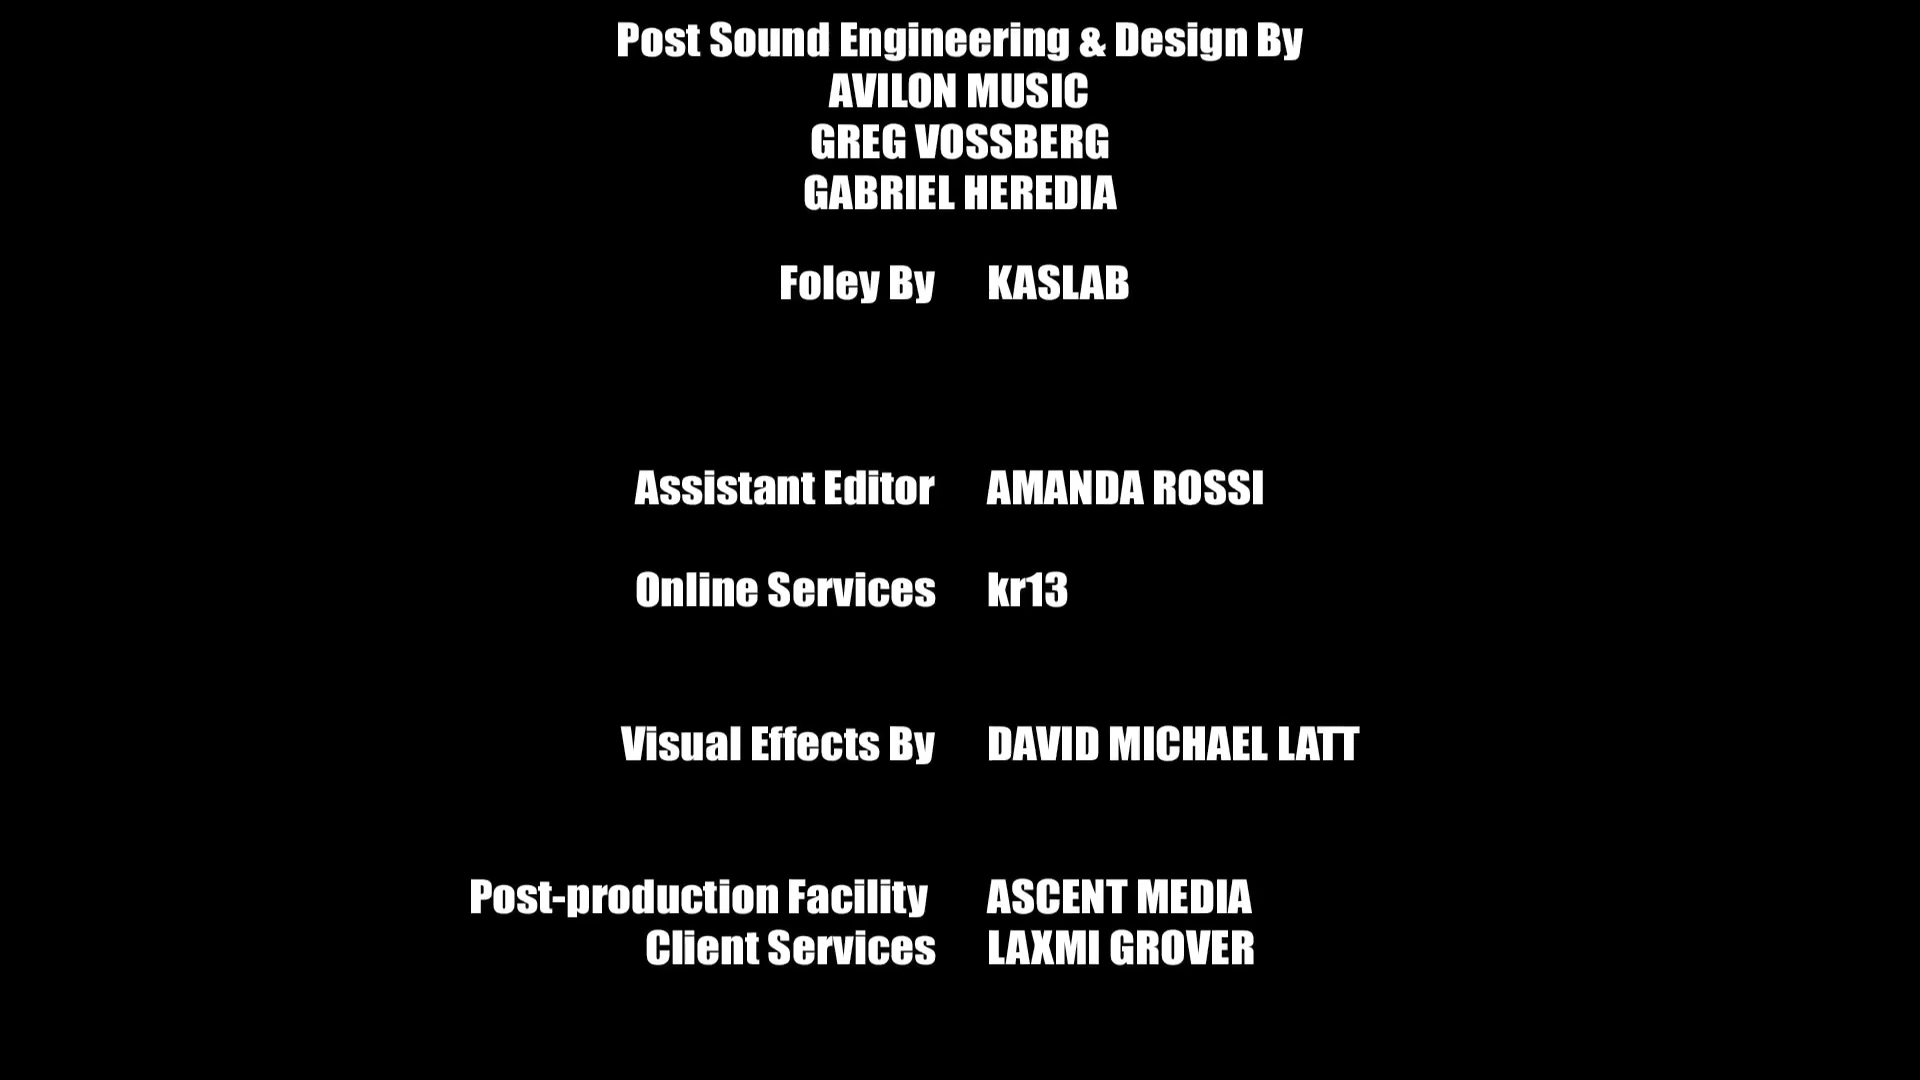 Post Sound Engineering & Design By
AVILON MUSIC
GREG VOSSBERG
GABRIEL HEREDIA
Foley By KASLAB
Assistant Editor AMANDA ROSSI
Online Services kr13
Visual Effects By DAVID MICHAEL LATT
Post-production Facility ASCENT MEDIA
Client Services LAXMI GROVER